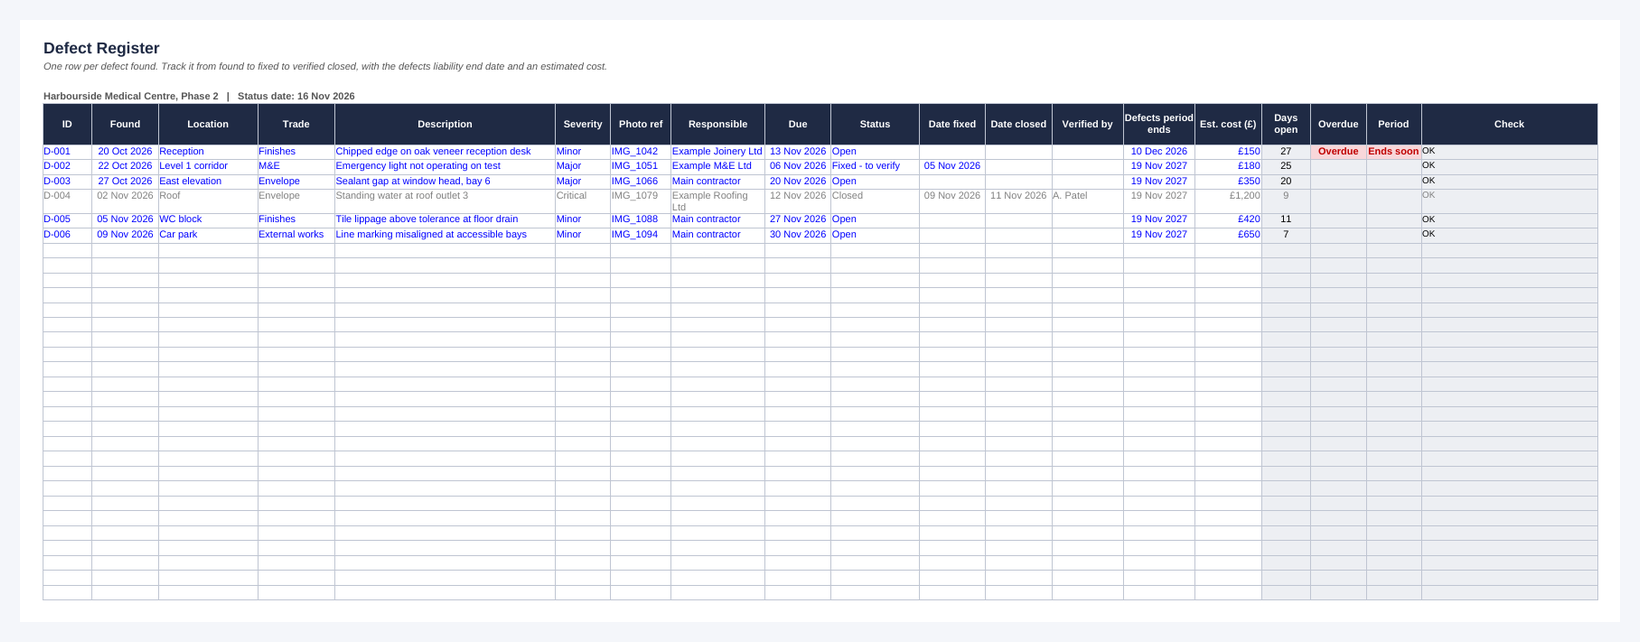 Defect Register
One row per defect found. Track it from found to fixed to verified closed, with the defects liability end date and an estimated cost.
Harbourside Medical Centre, Phase 2 | Status date: 16 Nov 2026
ID Found Location Trade Description Severity Photo ref Responsible Due Status Date fixed Date closed Verified by Defects period ends Est. cost (£) Days open Overdue Period Check
D-001 20 Oct 2026 Reception Finishes Chipped edge on oak veneer reception desk Minor IMG_1042 Example Joinery Ltd 13 Nov 2026 Open 10 Dec 2026 £150 27 Overdue Ends soon OK
D-002 22 Oct 2026 Level 1 corridor M&E Emergency light not operating on test Major IMG_1051 Example M&E Ltd 06 Nov 2026 Fixed - to verify 05 Nov 2026 19 Nov 2027 £180 25 OK
D-003 27 Oct 2026 East elevation Envelope Sealant gap at window head, bay 6 Major IMG_1066 Main contractor 20 Nov 2026 Open 19 Nov 2027 £350 20 OK
D-004 02 Nov 2026 Roof Envelope Standing water at roof outlet 3 Critical IMG_1079 Example Roofing Ltd 12 Nov 2026 Closed 09 Nov 2026 11 Nov 2026 A. Patel 19 Nov 2027 £1,200 9 OK
D-005 05 Nov 2026 WC block Finishes Tile lippage above tolerance at floor drain Minor IMG_1088 Main contractor 27 Nov 2026 Open 19 Nov 2027 £420 11 OK
D-006 09 Nov 2026 Car park External works Line marking misaligned at accessible bays Minor IMG_1094 Main contractor 30 Nov 2026 Open 19 Nov 2027 £650 7 OK